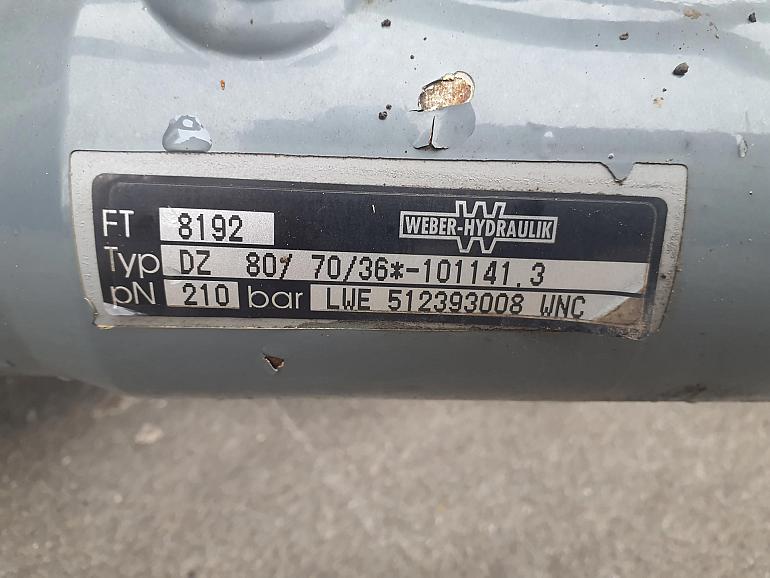 FT 8192 WEBER-HYDRAULIK
Typ DZ 80/ 70/36*-101141.3
pN 210 bar LWE 512393008 WNC